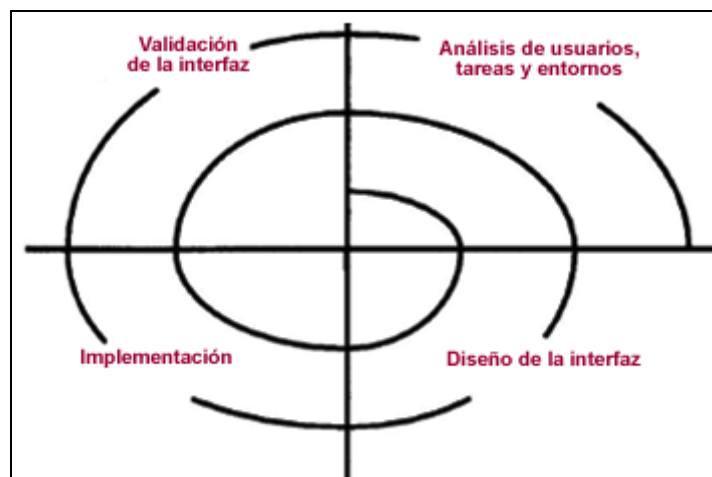 Validación
de la interfaz
Análisis de usuarios,
tareas y entornos
Implementación
Diseño de la interfaz